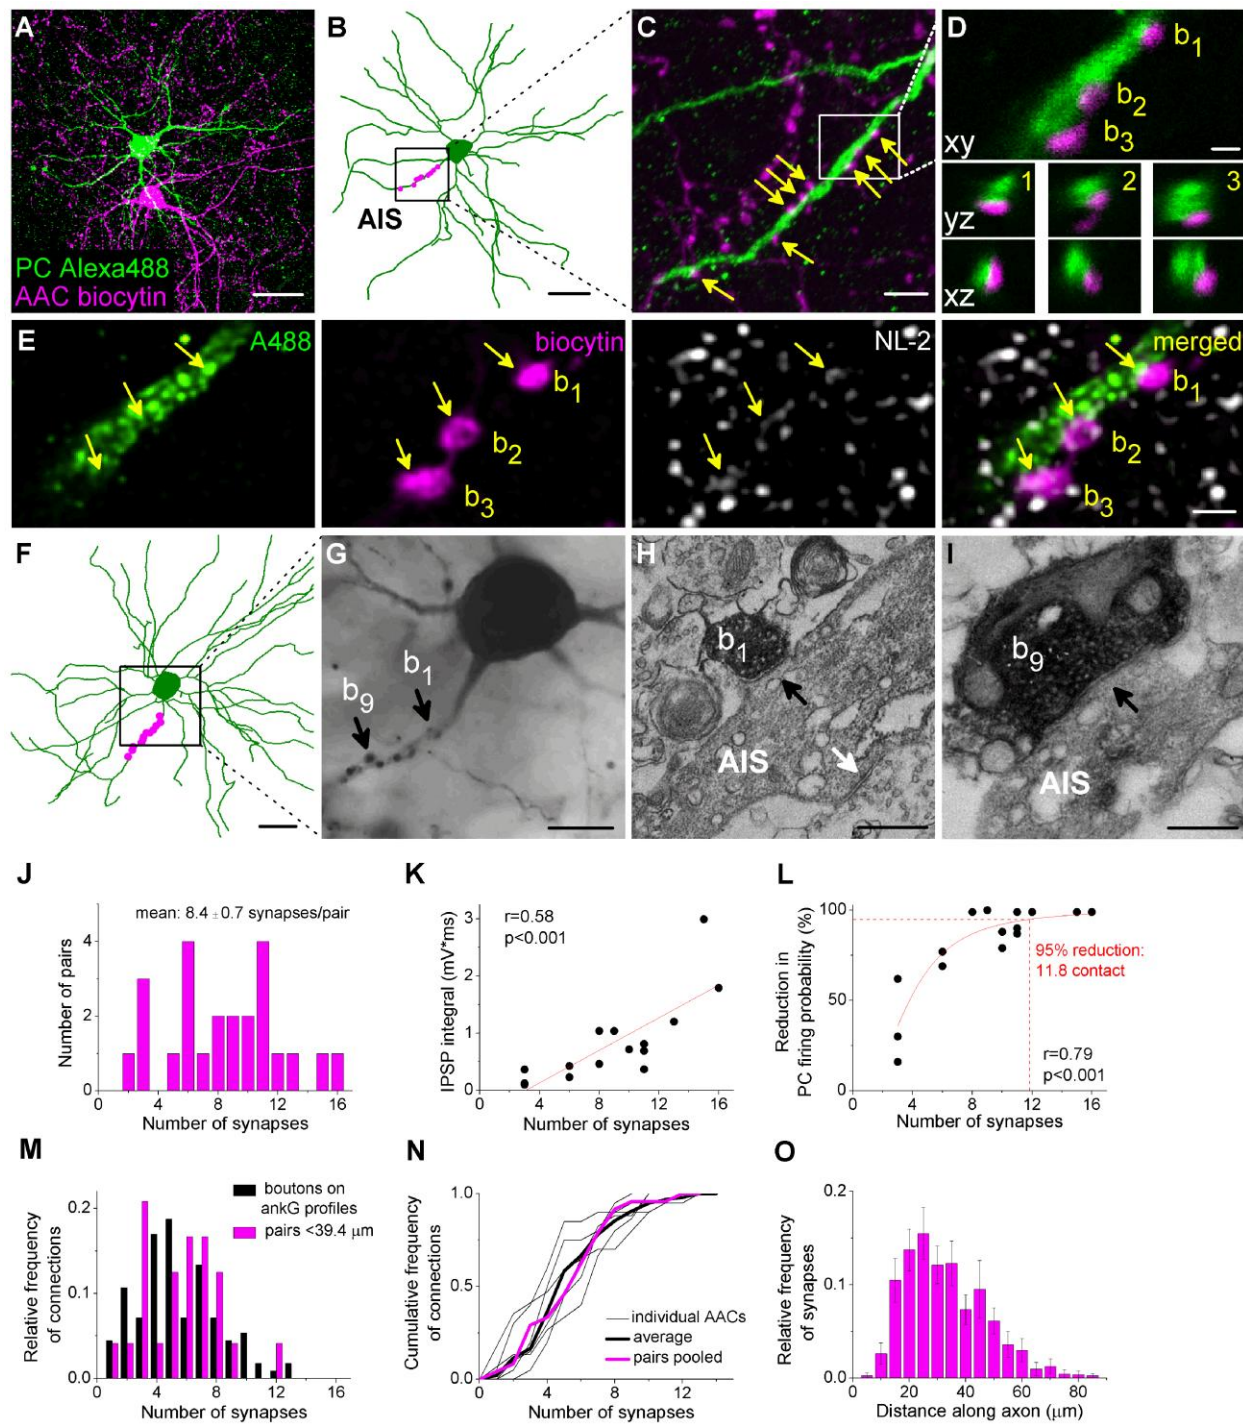 A
PC Alexa488
AAC biocytin
B
AIS
C
D
b1
b2
b3
xy
1
2
3
yz
xz
E
A488
biocytin
b1
b2
b3
NL-2
merged
b1
b2
b3
F
G
b1
b9
H
b1
AIS
I
b9
AIS
J
mean: 8.4 ±0.7 synapses/pair
Number of pairs
4
2
0
0 4 8 12 16
Number of synapses
K
r=0.58
p<0.001
IPSP integral (mV*ms)
3
2
1
0
0 4 8 12 16
Number of synapses
L
Reduction in
PC firing probability (%)
100
50
0
95% reduction:
11.8 contact
r=0.79
p<0.001
0 4 8 12 16
Number of synapses
M
boutons on
ankG profiles
pairs <39.4 μm
Relative frequency
of connections
0.2
0.1
0.0
0 4 8 12 16
Number of synapses
N
Cumulative frequency
of connections
1.0
0.5
0.0
individual AACs
average
pairs pooled
0 4 8 12
Number of synapses
O
Relative frequency
of synapses
0.2
0.1
0.0
20 40 60 80
Distance along axon (μm)